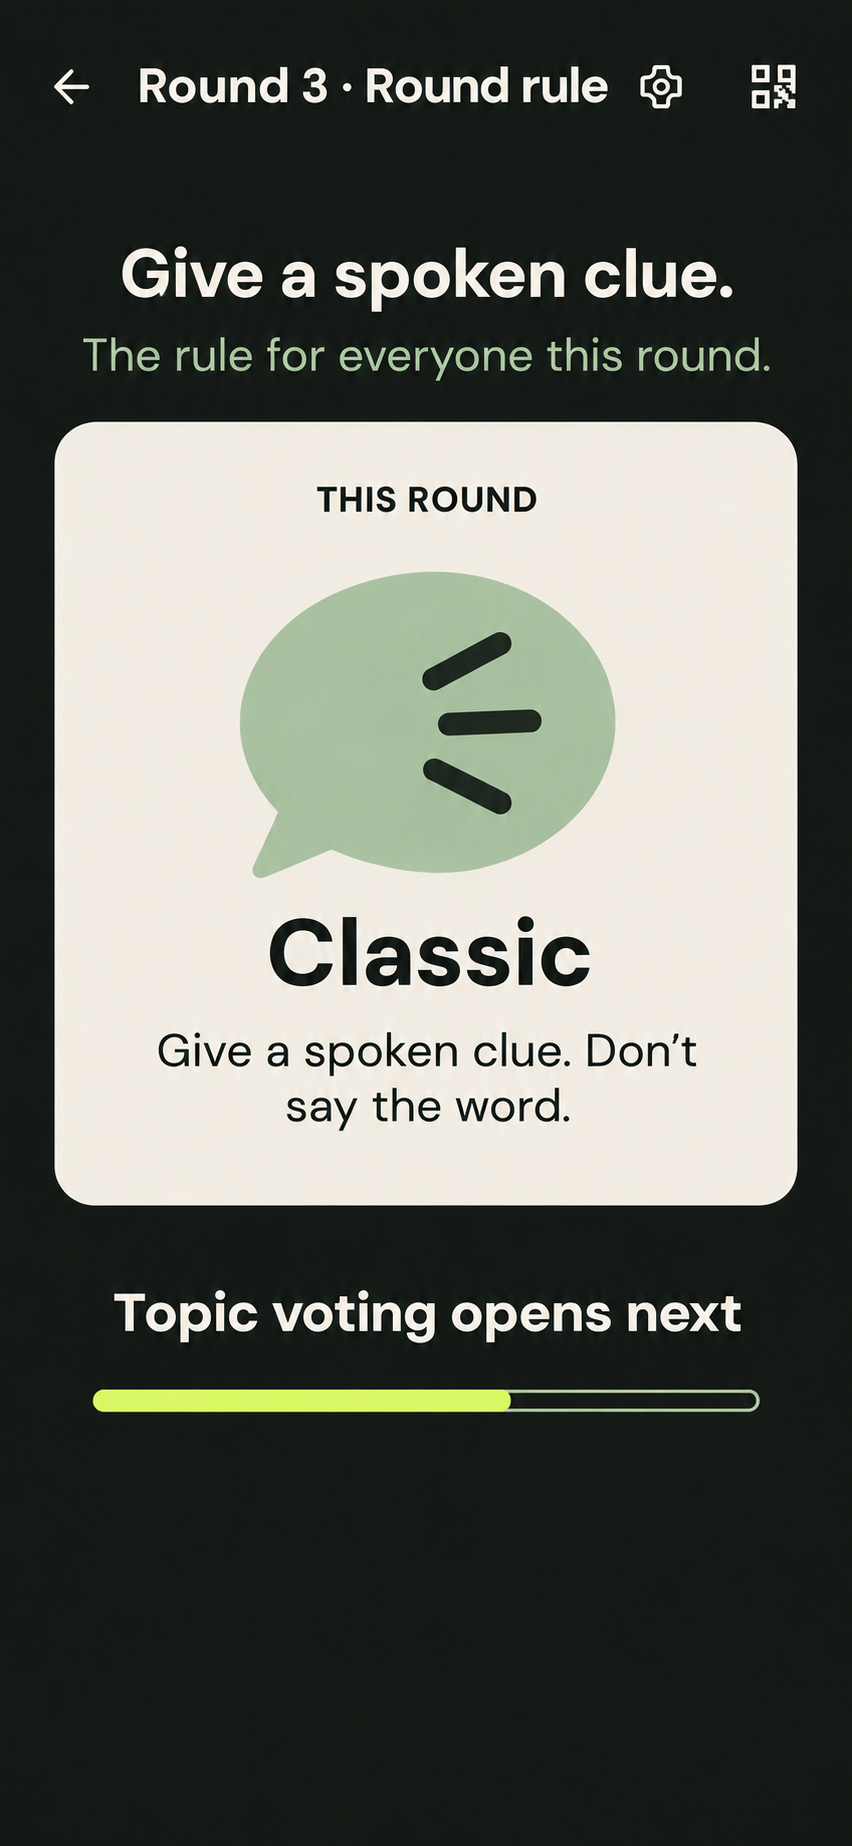 Round 3 · Round rule
Give a spoken clue.
The rule for everyone this round.
THIS ROUND
Classic
Give a spoken clue. Don’t
say the word.
Topic voting opens next